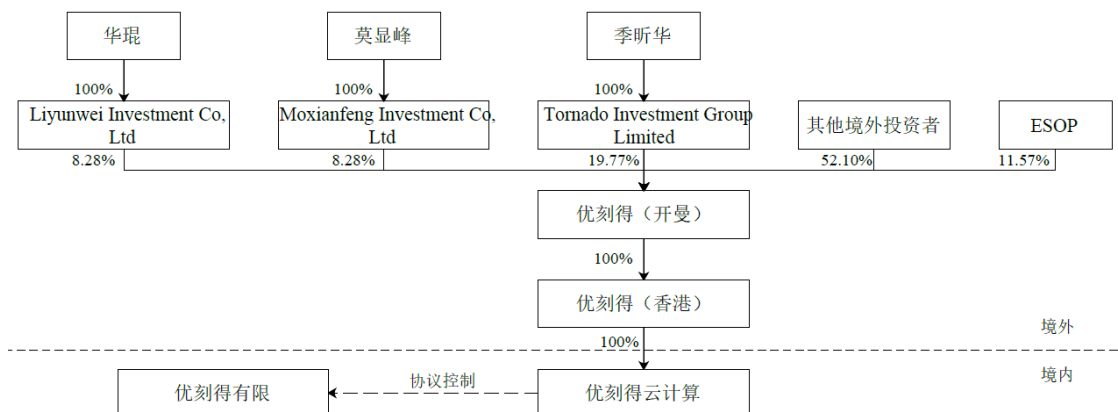 华琨
莫显峰
季昕华
100%
100%
100%
Liyunwei Investment Co,
Ltd
Moxianfeng Investment Co,
Ltd
Tornado Investment Group
Limited
其他境外投资者
ESOP
8.28%
8.28%
19.77%
52.10%
11.57%
优刻得（开曼）
100%
优刻得（香港）
100%
境外
境内
优刻得有限
协议控制
优刻得云计算